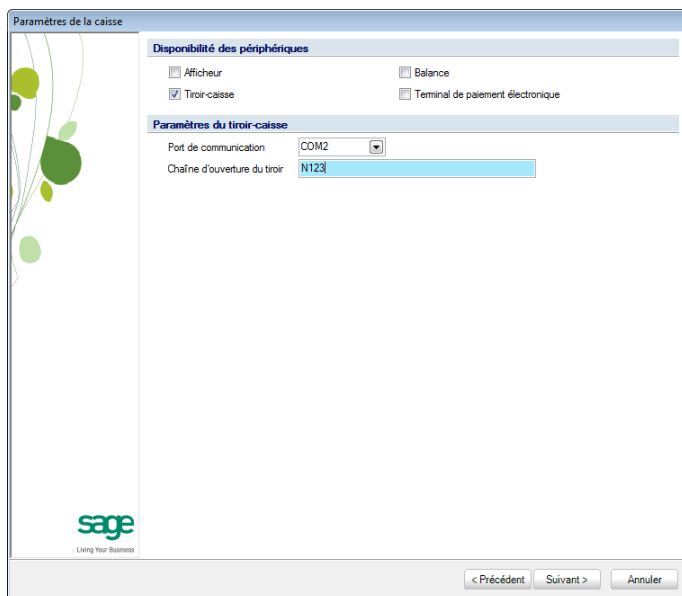 Paramètres de la caisse
Disponibilité des périphériques
Afficheur
Balance
Tiroir-caisse
Terminal de paiement électronique
Paramètres du tiroir-caisse
Port de communication COM2
Chaîne d'ouverture du tiroir N123
sage
Living Your Business
< Précédent Suivant > Annuler